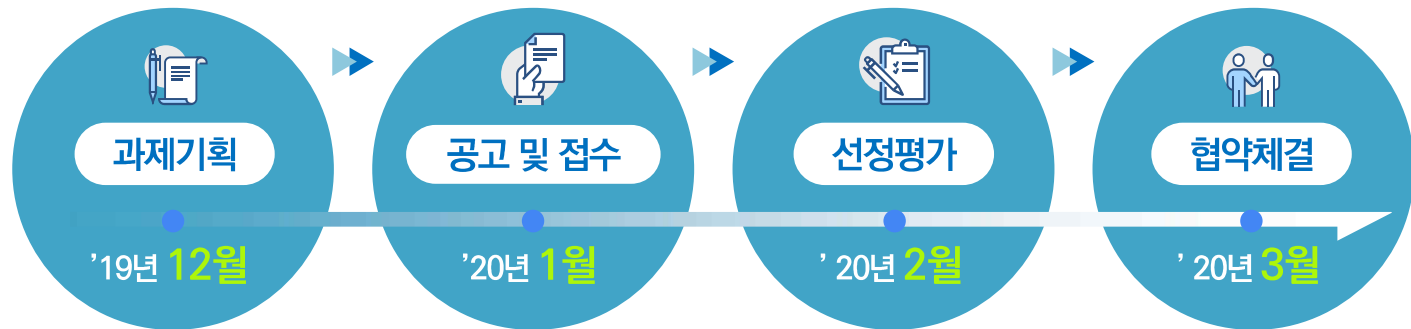 과제기획
공고 및 접수
선정평가
협약체결
’19년 12월
’20년 1월
’ 20년 2월
’ 20년 3월